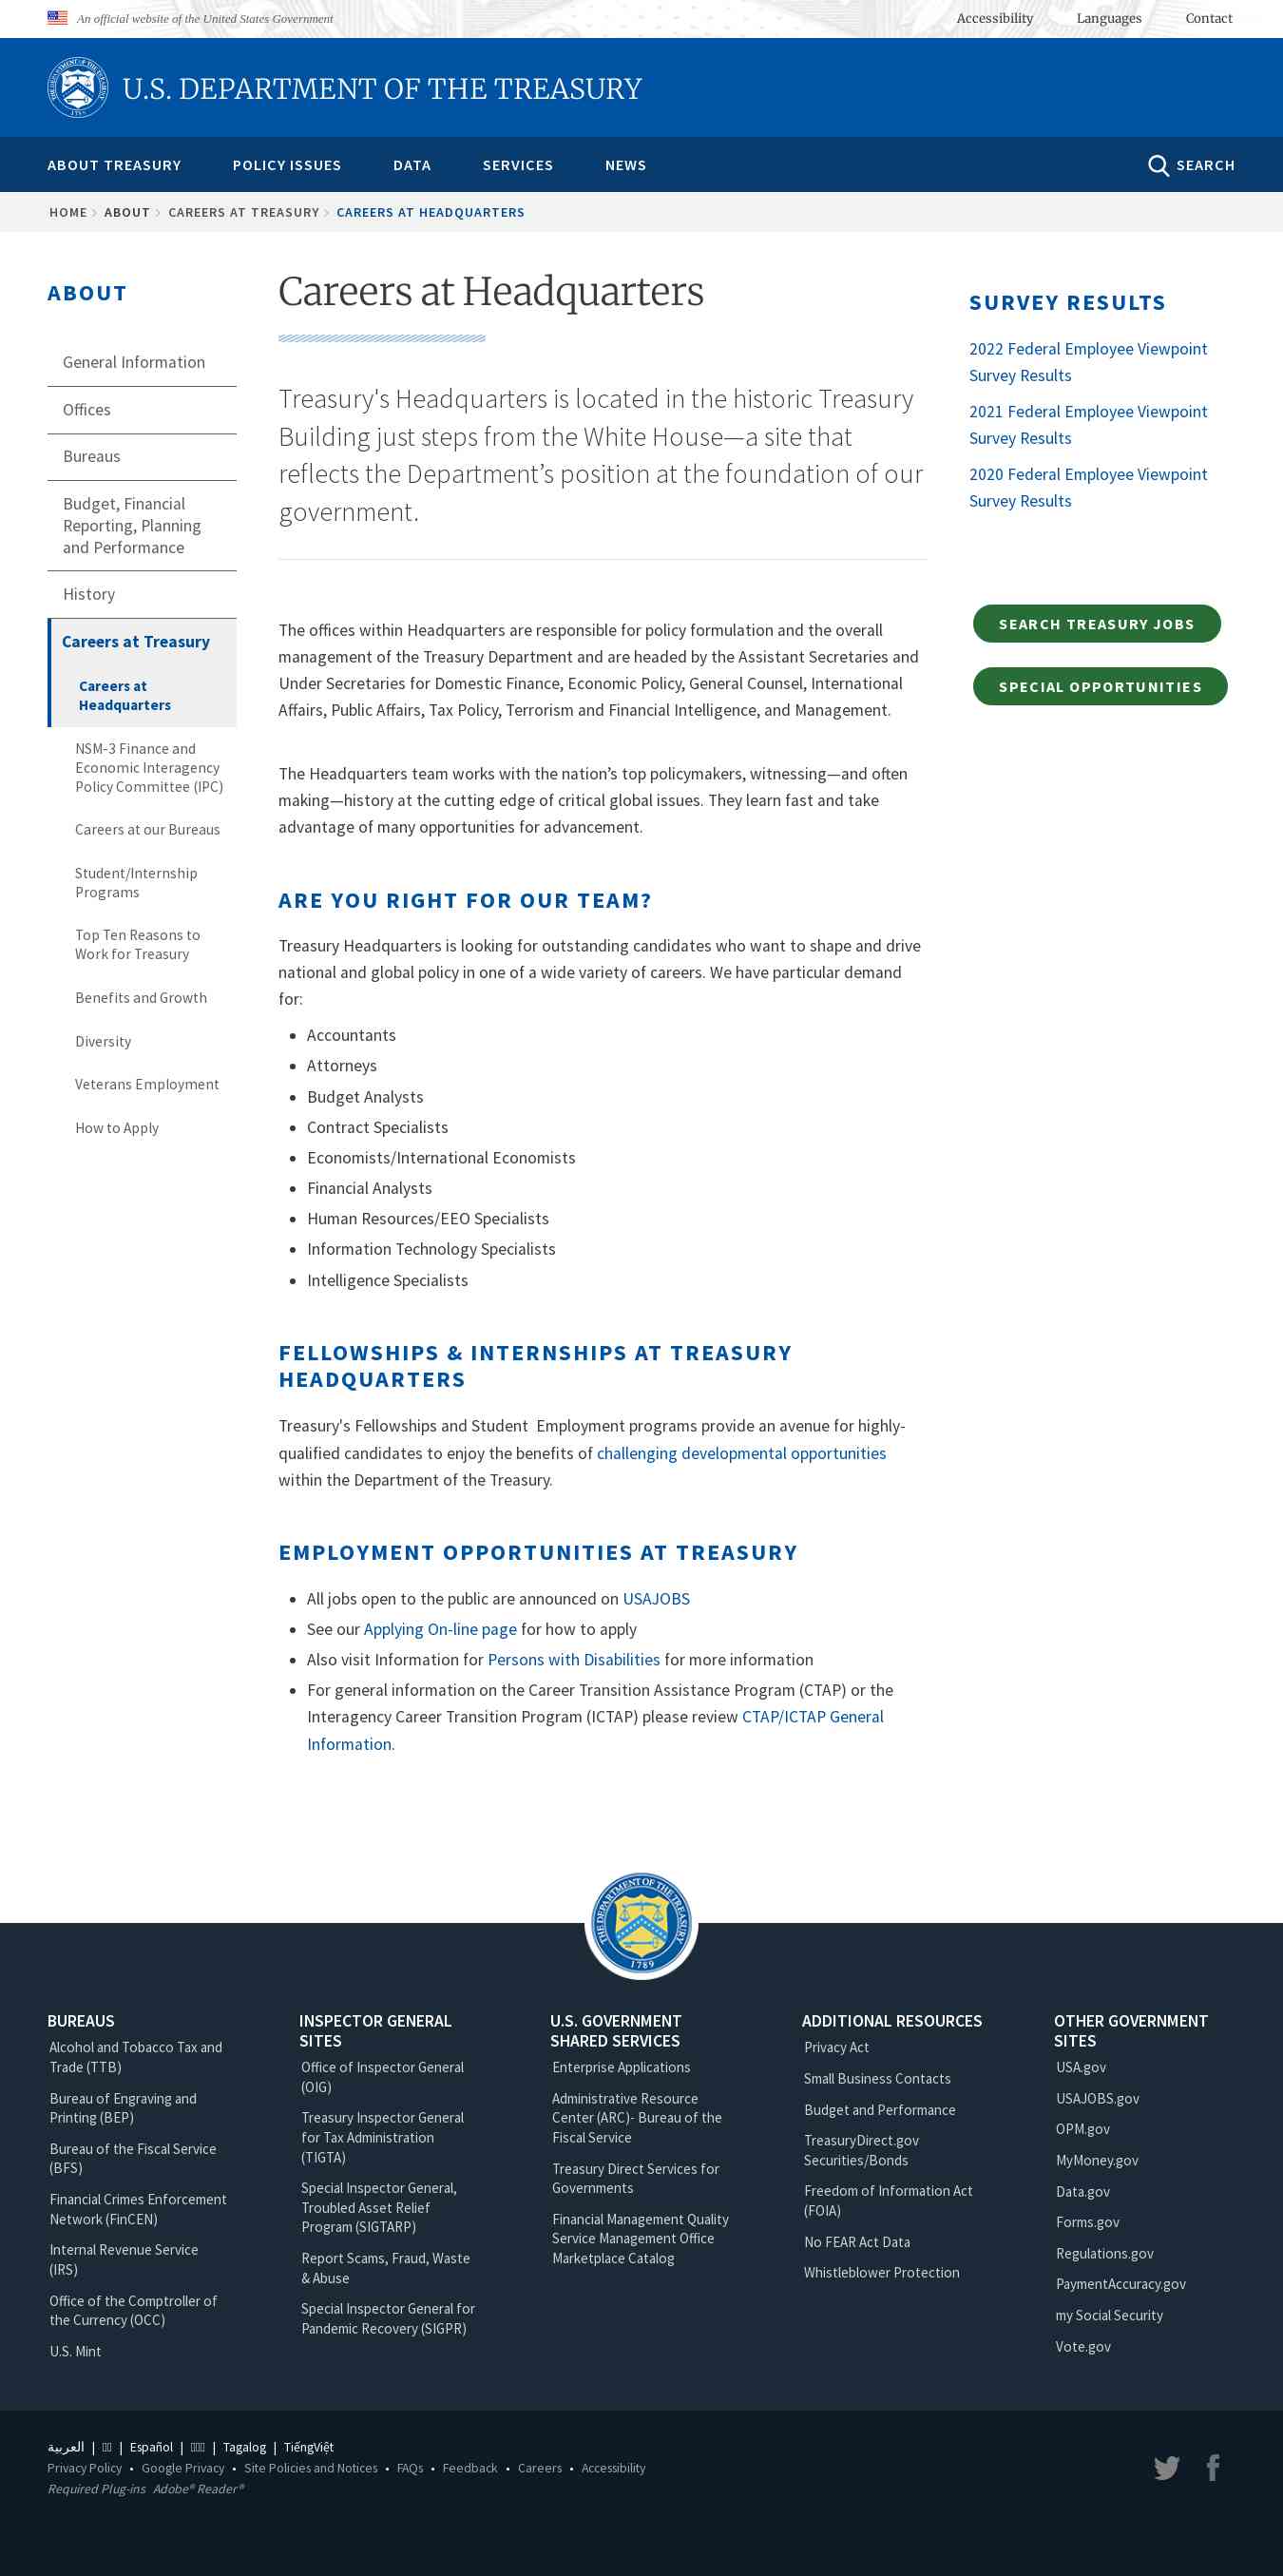 An official website of the United States Government
Accessibility
Languages
Contact
U.S. DEPARTMENT OF THE TREASURY
ABOUT TREASURY
POLICY ISSUES
DATA
SERVICES
NEWS
SEARCH
HOME
ABOUT
CAREERS AT TREASURY
CAREERS AT HEADQUARTERS
ABOUT
General Information
Offices
Bureaus
Budget, Financial
Reporting, Planning
and Performance
History
Careers at Treasury
Careers at
Headquarters
NSM-3 Finance and
Economic Interagency
Policy Committee (IPC)
Careers at our Bureaus
Student/Internship
Programs
Top Ten Reasons to
Work for Treasury
Benefits and Growth
Diversity
Veterans Employment
How to Apply
Careers at Headquarters
Treasury's Headquarters is located in the historic Treasury
Building just steps from the White House—a site that
reflects the Department’s position at the foundation of our
government.
The offices within Headquarters are responsible for policy formulation and the overall
management of the Treasury Department and are headed by the Assistant Secretaries and
Under Secretaries for Domestic Finance, Economic Policy, General Counsel, International
Affairs, Public Affairs, Tax Policy, Terrorism and Financial Intelligence, and Management.
The Headquarters team works with the nation’s top policymakers, witnessing—and often
making—history at the cutting edge of critical global issues. They learn fast and take
advantage of many opportunities for advancement.
ARE YOU RIGHT FOR OUR TEAM?
Treasury Headquarters is looking for outstanding candidates who want to shape and drive
national and global policy in one of a wide variety of careers. We have particular demand
for:
Accountants
Attorneys
Budget Analysts
Contract Specialists
Economists/International Economists
Financial Analysts
Human Resources/EEO Specialists
Information Technology Specialists
Intelligence Specialists
FELLOWSHIPS & INTERNSHIPS AT TREASURY
HEADQUARTERS
Treasury's Fellowships and Student  Employment programs provide an avenue for highly-
qualified candidates to enjoy the benefits of challenging developmental opportunities
within the Department of the Treasury.
EMPLOYMENT OPPORTUNITIES AT TREASURY
All jobs open to the public are announced on USAJOBS
See our Applying On-line page for how to apply
Also visit Information for Persons with Disabilities for more information
For general information on the Career Transition Assistance Program (CTAP) or the
Interagency Career Transition Program (ICTAP) please review CTAP/ICTAP General
Information.
SURVEY RESULTS
2022 Federal Employee Viewpoint
Survey Results
2021 Federal Employee Viewpoint
Survey Results
2020 Federal Employee Viewpoint
Survey Results
SEARCH TREASURY JOBS
SPECIAL OPPORTUNITIES
THE DEPARTMENT OF THE TREASURY
1789
BUREAUS
Alcohol and Tobacco Tax and
Trade (TTB)
Bureau of Engraving and
Printing (BEP)
Bureau of the Fiscal Service
(BFS)
Financial Crimes Enforcement
Network (FinCEN)
Internal Revenue Service
(IRS)
Office of the Comptroller of
the Currency (OCC)
U.S. Mint
INSPECTOR GENERAL
SITES
Office of Inspector General
(OIG)
Treasury Inspector General
for Tax Administration
(TIGTA)
Special Inspector General,
Troubled Asset Relief
Program (SIGTARP)
Report Scams, Fraud, Waste
& Abuse
Special Inspector General for
Pandemic Recovery (SIGPR)
U.S. GOVERNMENT
SHARED SERVICES
Enterprise Applications
Administrative Resource
Center (ARC)- Bureau of the
Fiscal Service
Treasury Direct Services for
Governments
Financial Management Quality
Service Management Office
Marketplace Catalog
ADDITIONAL RESOURCES
Privacy Act
Small Business Contacts
Budget and Performance
TreasuryDirect.gov
Securities/Bonds
Freedom of Information Act
(FOIA)
No FEAR Act Data
Whistleblower Protection
OTHER GOVERNMENT
SITES
USA.gov
USAJOBS.gov
OPM.gov
MyMoney.gov
Data.gov
Forms.gov
Regulations.gov
PaymentAccuracy.gov
my Social Security
Vote.gov
العربية | | Español | | Tagalog | TiếngViệt
Privacy Policy • Google Privacy • Site Policies and Notices • FAQs • Feedback • Careers • Accessibility
Required Plug-ins Adobe® Reader®